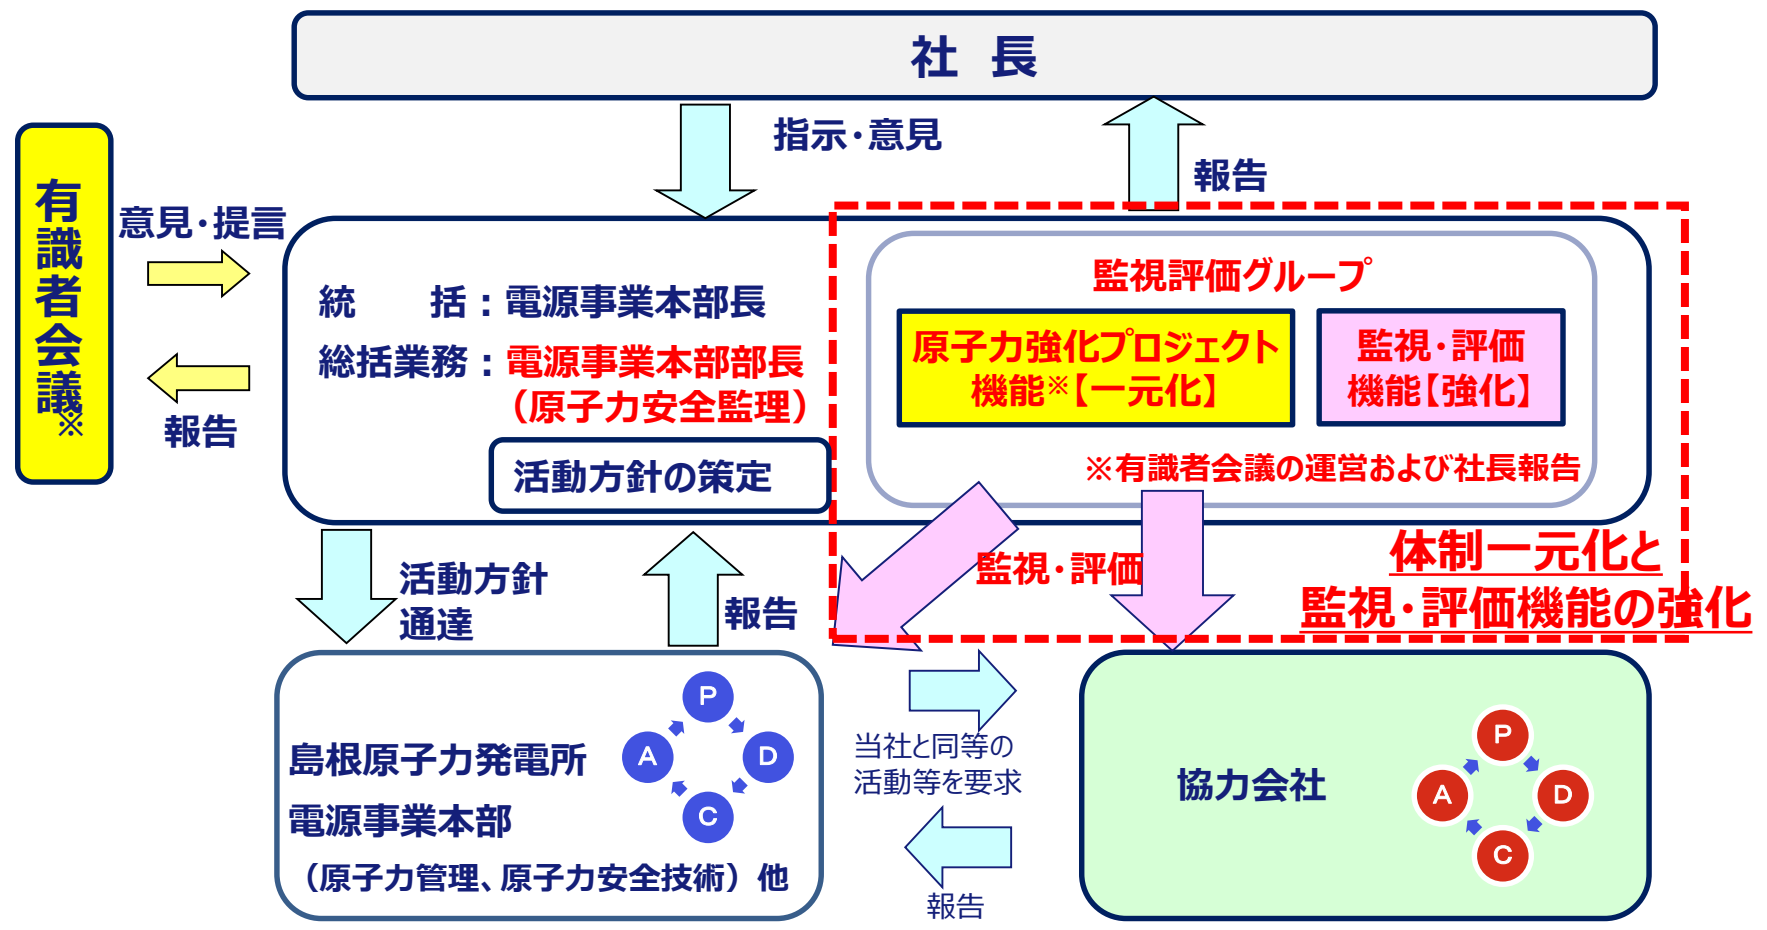 社 長
指示・意見
報告
有識者会議※
意見・提言
報告
統　　括：電源事業本部長
総括業務：電源事業本部部長
（原子力安全監理）
活動方針の策定
監視評価グループ
原子力強化プロジェクト
機能※【一元化】
監視・評価
機能【強化】
※有識者会議の運営および社長報告
活動方針
通達
報告
監視・評価
体制一元化と
監視・評価機能の強化
島根原子力発電所
電源事業本部
（原子力管理、原子力安全技術）他
P
A
D
C
当社と同等の
活動等を要求
報告
協力会社
P
A
D
C